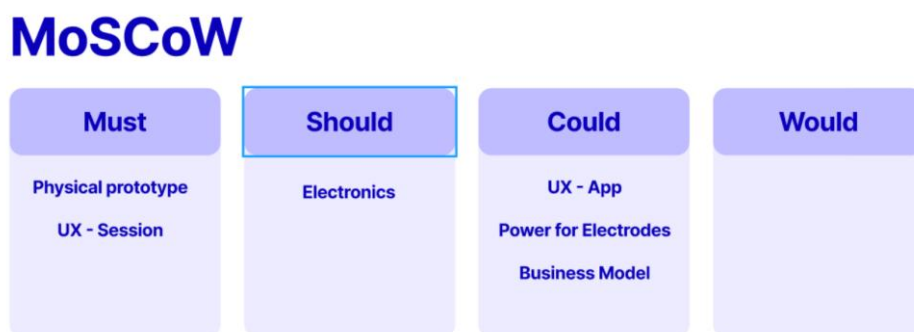 MoSCoW
Must
Should
Could
Would
Physical prototype
UX - Session
Electronics
UX - App
Power for Electrodes
Business Model